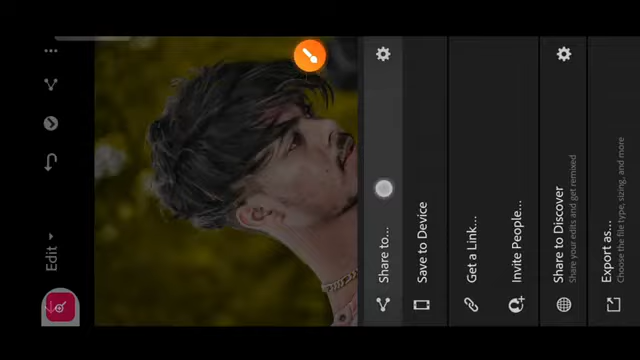 Edit
Share to...
Save to Device
Get a Link...
Invite People...
Share to Discover
Share your edits and get remixed
Export as...
Choose the file type, sizing, and more